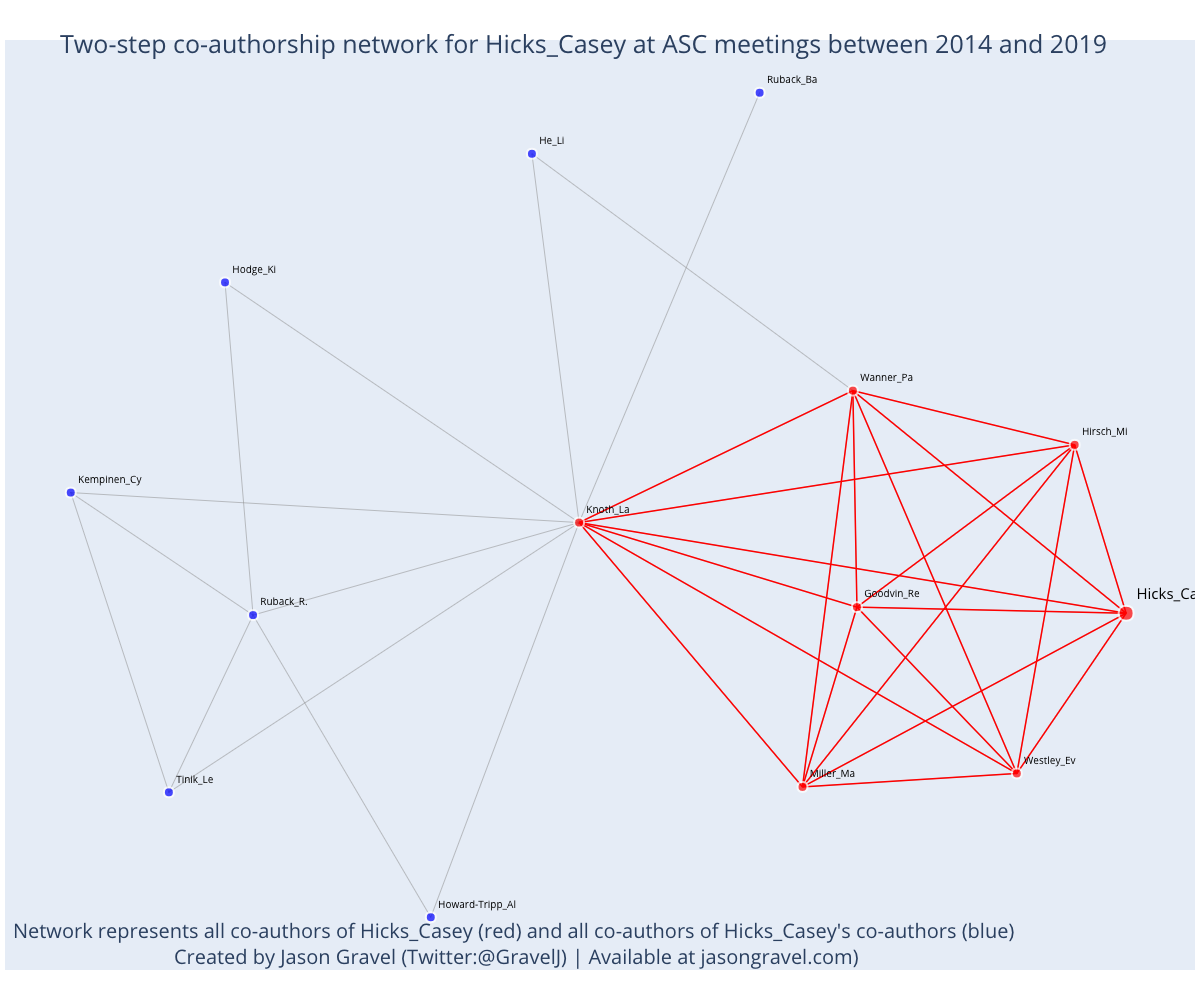 Two-step co-authorship network for Hicks_Casey at ASC meetings between 2014 and 2019
Ruback_Ba
He_Li
Hodge_Ki
Wanner_Pa
Hirsch_Mi
Kempinen_Cy
Knoth_La
Goodvin_Re
Hicks_Ca
Ruback_R.
Westley_Ev
Miller_Ma
Tinik_Le
Howard-Tripp_Al
Network represents all co-authors of Hicks_Casey (red) and all co-authors of Hicks_Casey's co-authors (blue)
Created by Jason Gravel (Twitter:@GravelJ) | Available at jasongravel.com)